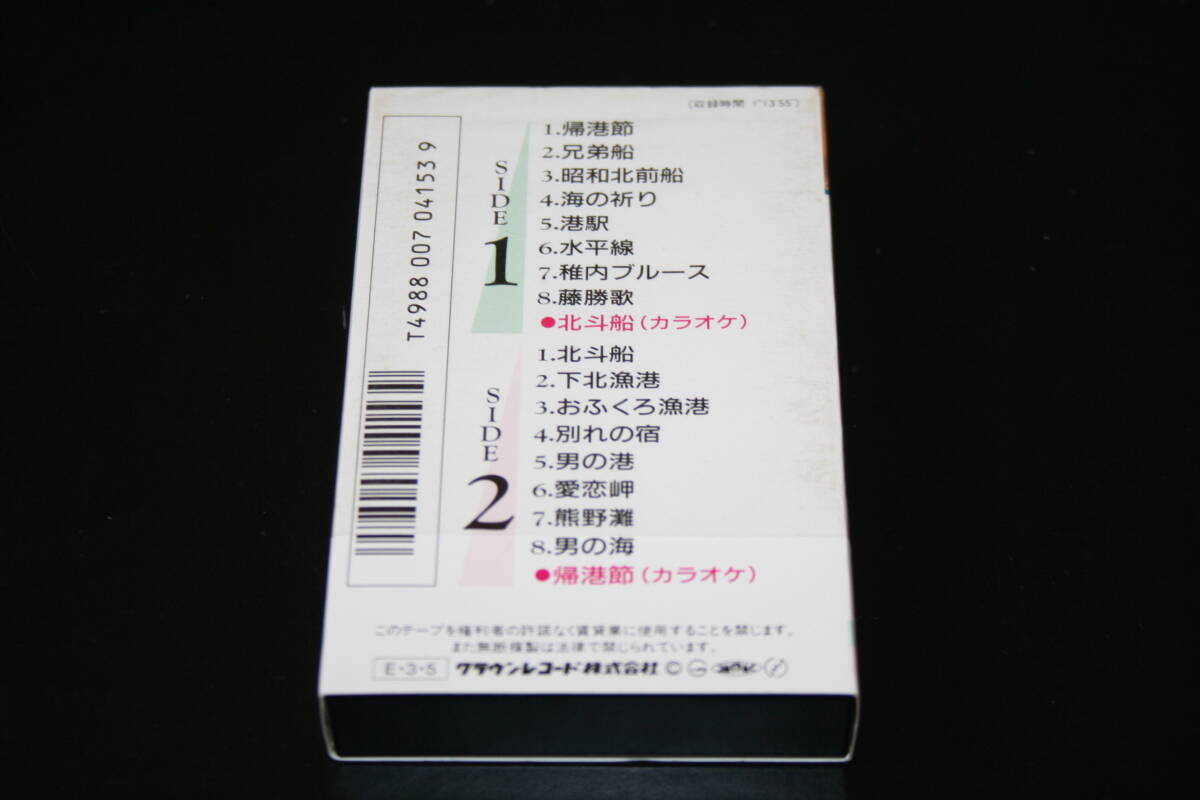 (収録時間 1°13'55")
SIDE 1
1.帰港節
2.兄弟船
3.昭和北前船
4.海の祈り
5.港駅
6.水平線
7.稚内ブルース
8.藤勝歌
●北斗船(カラオケ)
SIDE 2
1.北斗船
2.下北漁港
3.おふくろ漁港
4.別れの宿
5.男の港
6.愛恋岬
7.熊野灘
8.男の海
●帰港節(カラオケ)
T4988 007 04153 9
このテープを権利者の許諾なく賃貸業に使用することを禁じます。
また無断複製は法律で禁じられています。
E・3・5 クラウンレコード株式会社 Ⓒ